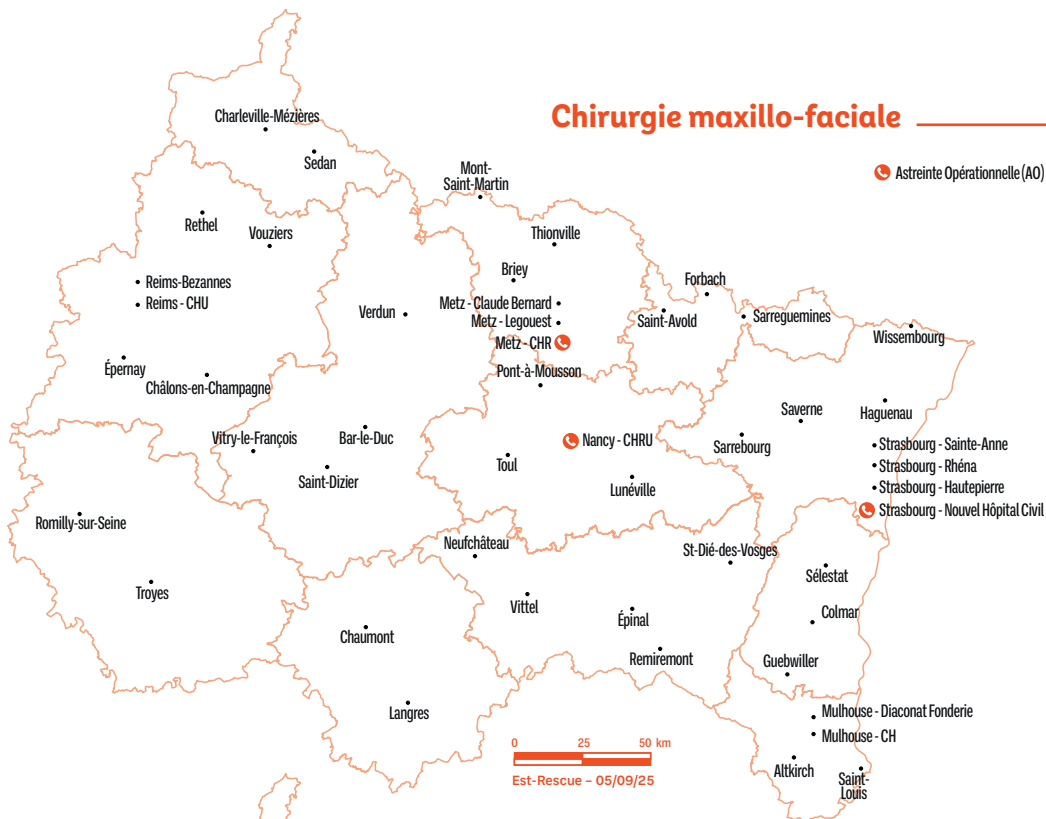 Chirurgie maxillo-faciale
Astreinte Opérationnelle (AO)
Charleville-Mézières
Sedan
Mont-
Saint-Martin
Rethel
Vouziers
Thionville
Briey
Reims-Bezannes
Reims - CHU
Verdun
Metz - Claude Bernard
Metz - Legouest
Metz - CHR
Forbach
Saint-Avold
Sarreguemines
Wissembourg
Épernay
Châlons-en-Champagne
Pont-à-Mousson
Saverne
Haguenau
Vitry-le-François
Bar-le-Duc
Nancy - CHRU
Sarrebourg
Strasbourg - Sainte-Anne
Toul
Strasbourg - Rhéna
Saint-Dizier
Lunéville
Strasbourg - Hautepierre
Strasbourg - Nouvel Hôpital Civil
Romilly-sur-Seine
Neufchâteau
St-Dié-des-Vosges
Sélestat
Troyes
Vittel
Épinal
Colmar
Chaumont
Remiremont
Guebwiller
Langres
Mulhouse - Diaconat Fonderie
Mulhouse - CH
0 25 50 km
Est-Rescue – 05/09/25
Altkirch
Saint-
Louis